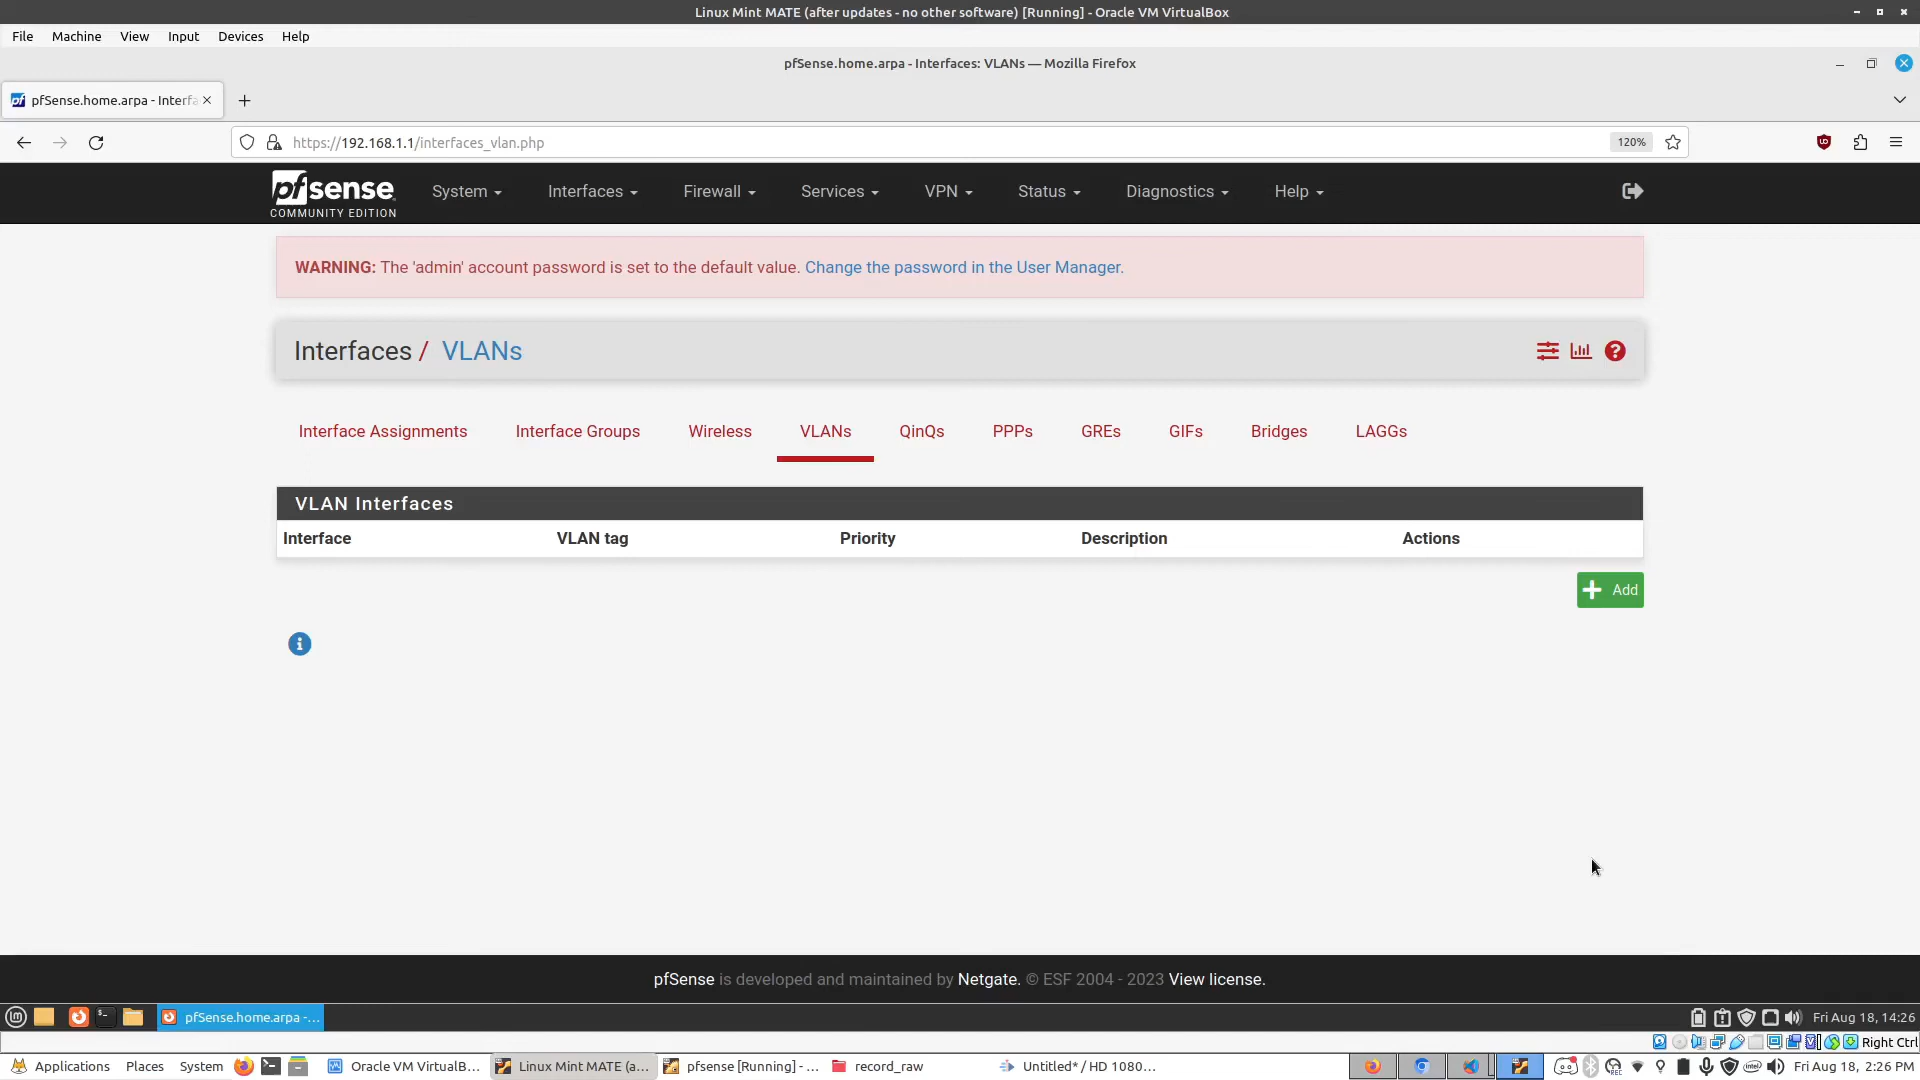 Linux Mint MATE (after updates - no other software) [Running] - Oracle VM VirtualBox
File Machine View Input Devices Help
pfSense.home.arpa - Interfaces: VLANs — Mozilla Firefox
pfSense.home.arpa - Interfa
https://192.168.1.1/interfaces_vlan.php 120%
pfsense System Interfaces Firewall Services VPN Status Diagnostics Help
COMMUNITY EDITION
WARNING: The 'admin' account password is set to the default value. Change the password in the User Manager.
Interfaces / VLANs
Interface Assignments Interface Groups Wireless VLANs QinQs PPPs GREs GIFs Bridges LAGGs
VLAN Interfaces
Interface VLAN tag Priority Description Actions
Add
pfSense is developed and maintained by Netgate. © ESF 2004 - 2023 View license.
pfSense.home.arpa -... Fri Aug 18, 14:26
Right Ctrl
Applications Places System Oracle VM VirtualB... Linux Mint MATE (a... pfsense [Running] - ... record_raw Untitled* / HD 1080... Fri Aug 18, 2:26 PM